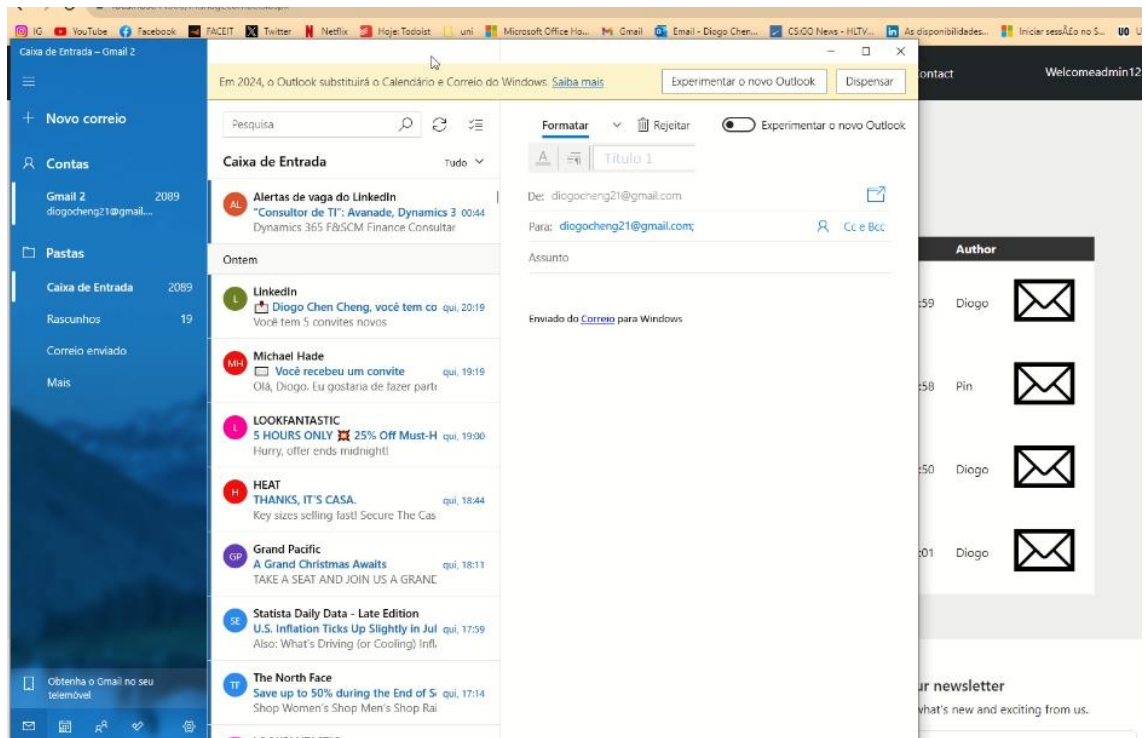 IG YouTube Facebook FACEIT Twitter Netflix Hoje: Todoist uni Microsoft Office Ho... Gmail Email - Diogo Chen... CS:GO News - HLTV... As disponibilidades... Iniciar sessÃ£o no S... UO
Caixa de Entrada – Gmail 2
Em 2024, o Outlook substituirá o Calendário e Correio do Windows. Saiba mais
Experimentar o novo Outlook
Dispensar
ontact
Welcomeadmin12
Novo correio
Contas
Gmail 2 2089
diogocheng21@gmail....
Pastas
Caixa de Entrada 2089
Rascunhos 19
Correio enviado
Mais
Obtenha o Gmail no seu
telemóvel
Pesquisa
Caixa de Entrada Tudo
AL
Alertas de vaga do LinkedIn
"Consultor de TI": Avanade, Dynamics 3 00:44
Dynamics 365 F&SCM Finance Consultar
Ontem
L
LinkedIn
Diogo Chen Cheng, você tem co qui, 20:19
Você tem 5 convites novos
MH
Michael Hade
Você recebeu um convite qui, 19:19
Olá, Diogo. Eu gostaria de fazer parte
L
LOOKFANTASTIC
5 HOURS ONLY 💥 25% Off Must-H qui, 19:00
Hurry, offer ends midnight!
H
HEAT
THANKS, IT'S CASA. qui, 18:44
Key sizes selling fast! Secure The Cas
GP
Grand Pacific
A Grand Christmas Awaits qui, 18:11
TAKE A SEAT AND JOIN US A GRAND
SE
Statista Daily Data - Late Edition
U.S. Inflation Ticks Up Slightly in Jul qui, 17:59
Also: What's Driving (or Cooling) Infl
TT
The North Face
Save up to 50% during the End of S qui, 17:14
Shop Women's Shop Men's Shop Rai
Formatar Rejeitar Experimentar o novo Outlook
A Título 1
De: diogocheng21@gmail.com
Para: diogocheng21@gmail.com; Cc e Bcc
Assunto
Enviado do Correio para Windows
Author
:59 Diogo
:58 Pin
:50 Diogo
:01 Diogo
ur newsletter
what's new and exciting from us.